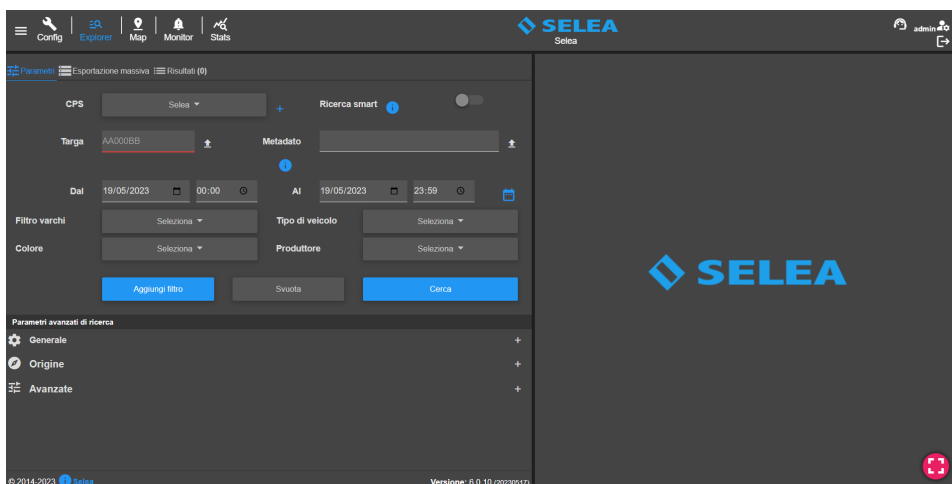 Config Explorer Map Monitor Stats
SELEA
Selea
admin
Parametri Esportazione massiva Risultati (0)
CPS Selea + Ricerca smart
Targa AA000BB Metadato
Dal 19/05/2023 00:00 Al 19/05/2023 23:59
Filtro varchi Seleziona Tipo di veicolo Seleziona
Colore Seleziona Produttore Seleziona
Aggiungi filtro Svuota Cerca
SELEA
Parametri avanzati di ricerca
Generale +
Origine +
Avanzate +
© 2014-2023 Selea Versione: 6.0.10 (20230517)